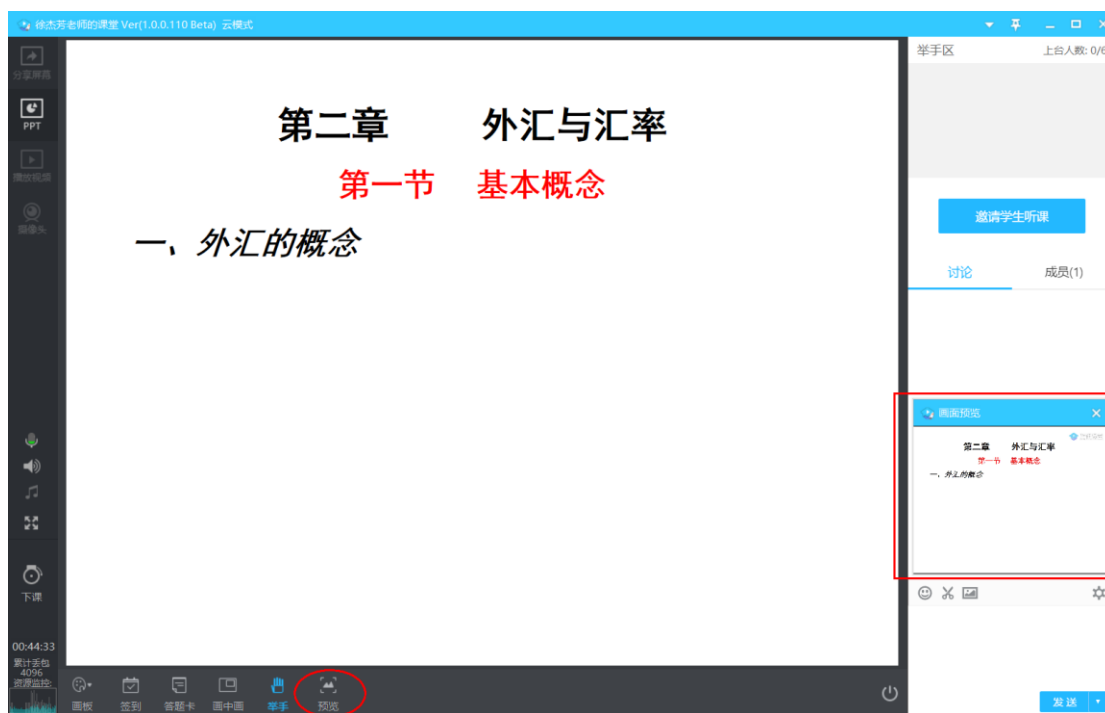 徐杰芳老师的课堂 Ver(1.0.0.110 Beta) 云模式
分享屏幕
PPT
播放视频
摄像头
下课
00:44:33
累计丢包
4096
资源监控:
第二章 外汇与汇率
第一节 基本概念
一、外汇的概念
画板
签到
答题卡
画中画
举手
预览
举手区 上台人数: 0/6
邀请学生听课
讨论 成员(1)
画面预览
第二章 外汇与汇率
第一节 基本概念
一、外汇的概念
发送